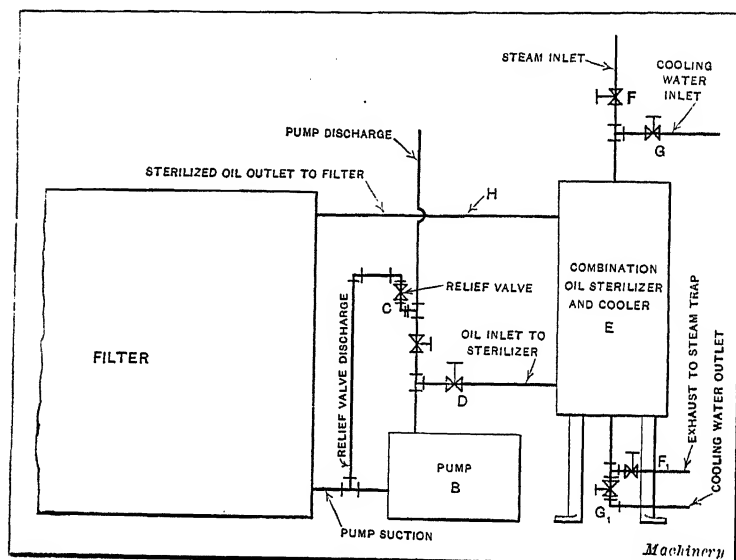 STEAM INLET
COOLING
WATER
INLET
F
G
PUMP DISCHARGE
STERILIZED OIL OUTLET TO FILTER
H
COMBINATION
OIL STERILIZER
AND COOLER
E
RELIEF VALVE
C
OIL INLET TO
STERILIZER
D
FILTER
RELIEF VALVE DISCHARGE
PUMP
B
PUMP SUCTION
EXHAUST TO STEAM TRAP
COOLING WATER OUTLET
F₁
G₁
Machinery